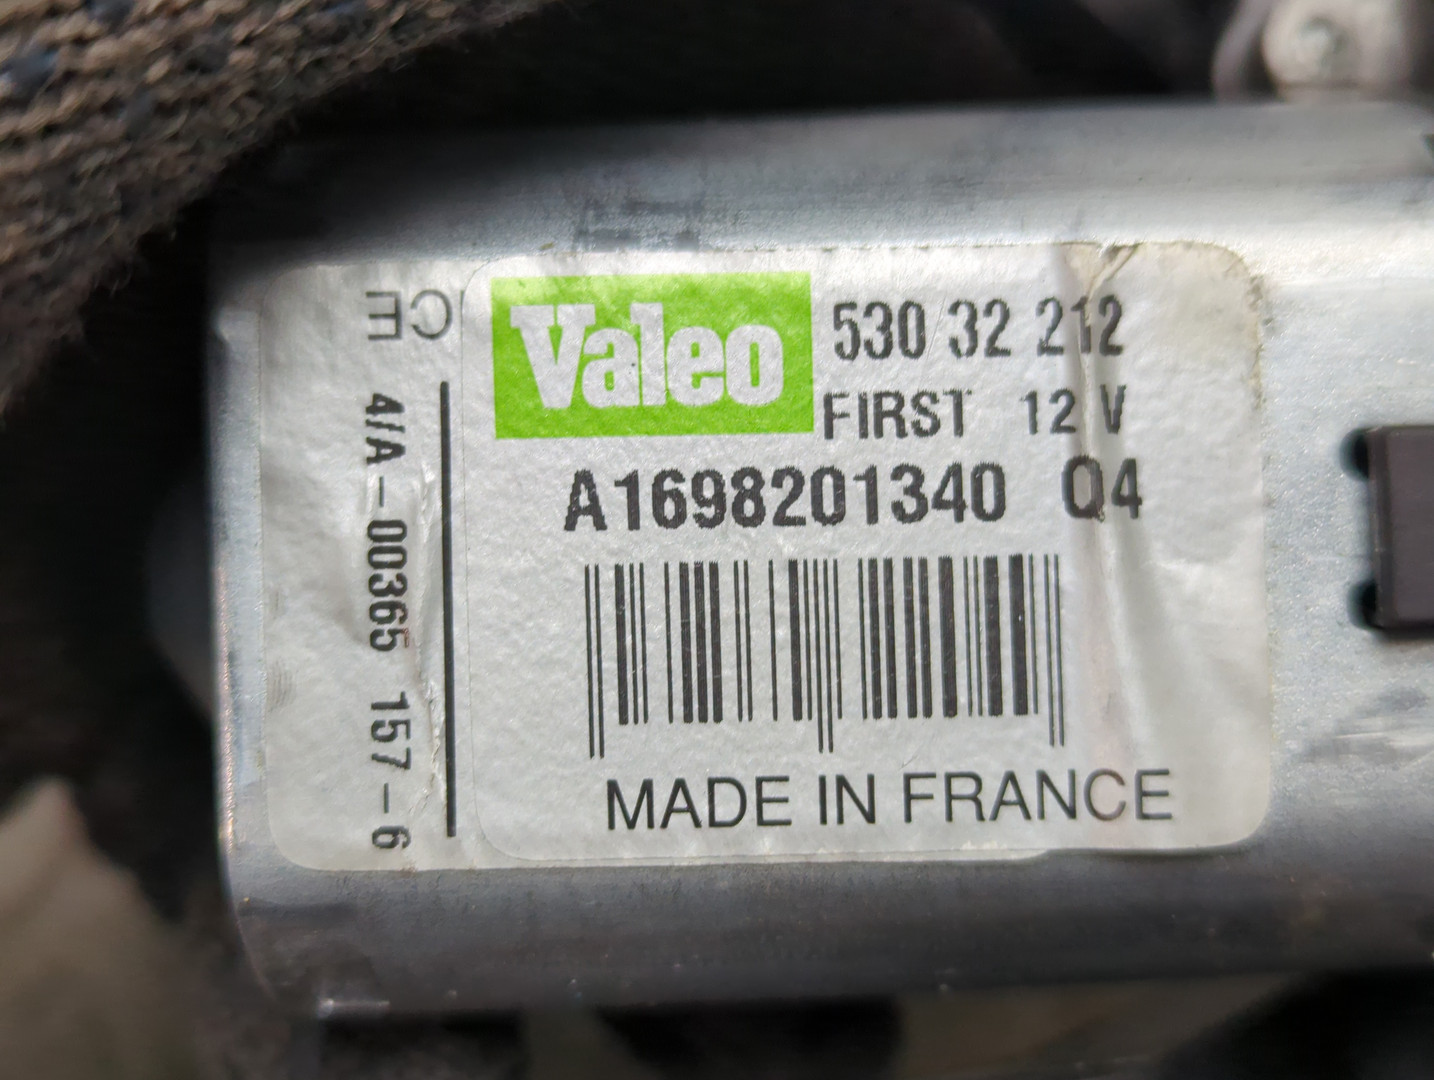 CE 4/A-00365 157-6
Valeo
530 32 212
FIRST 12 V
A1698201340 Q4
MADE IN FRANCE